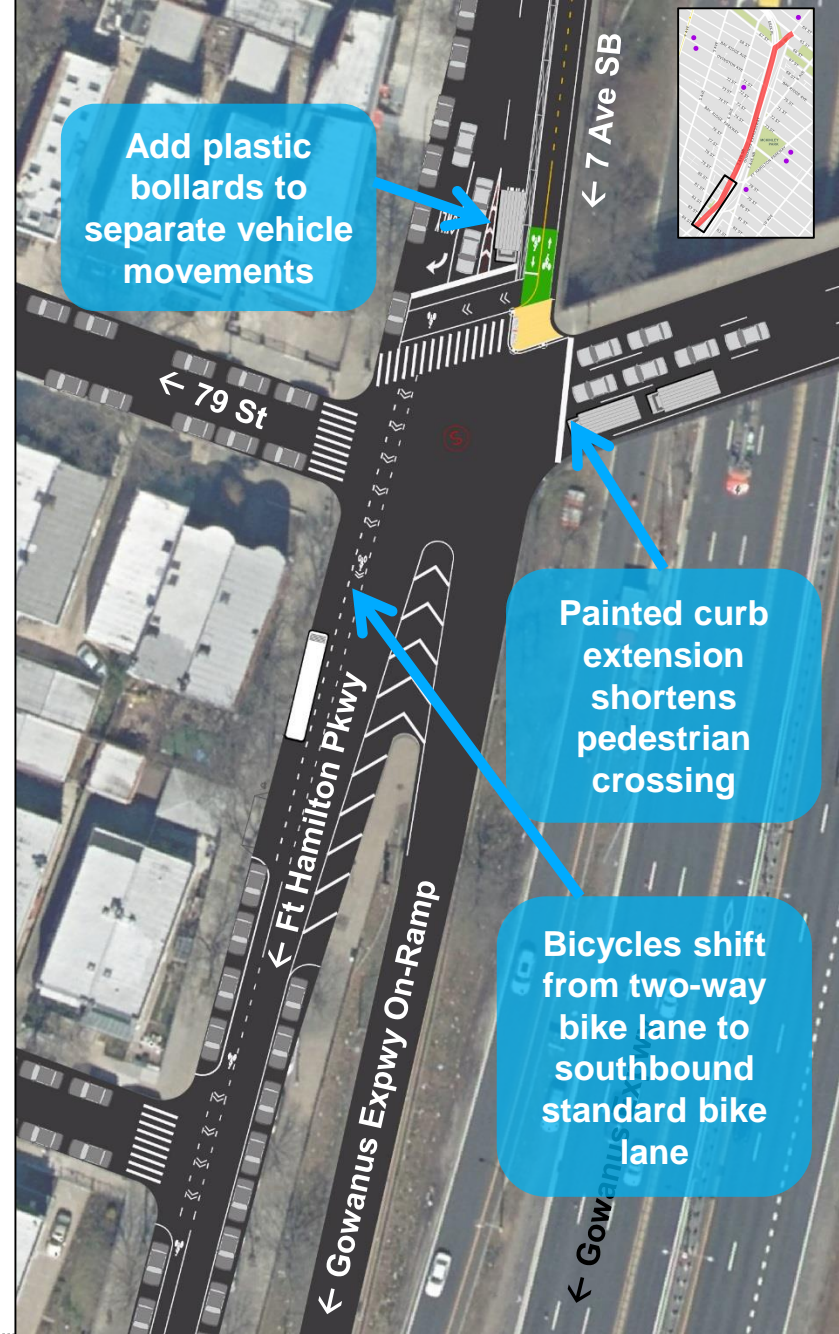 ← 7 Ave SB
Add plastic
bollards to
separate vehicle
movements
← 79 St
Painted curb
extension
shortens
pedestrian
crossing
← Ft Hamilton Pkwy
← Gowanus Expwy On-Ramp
Bicycles shift
from two-way
bike lane to
southbound
standard bike
lane